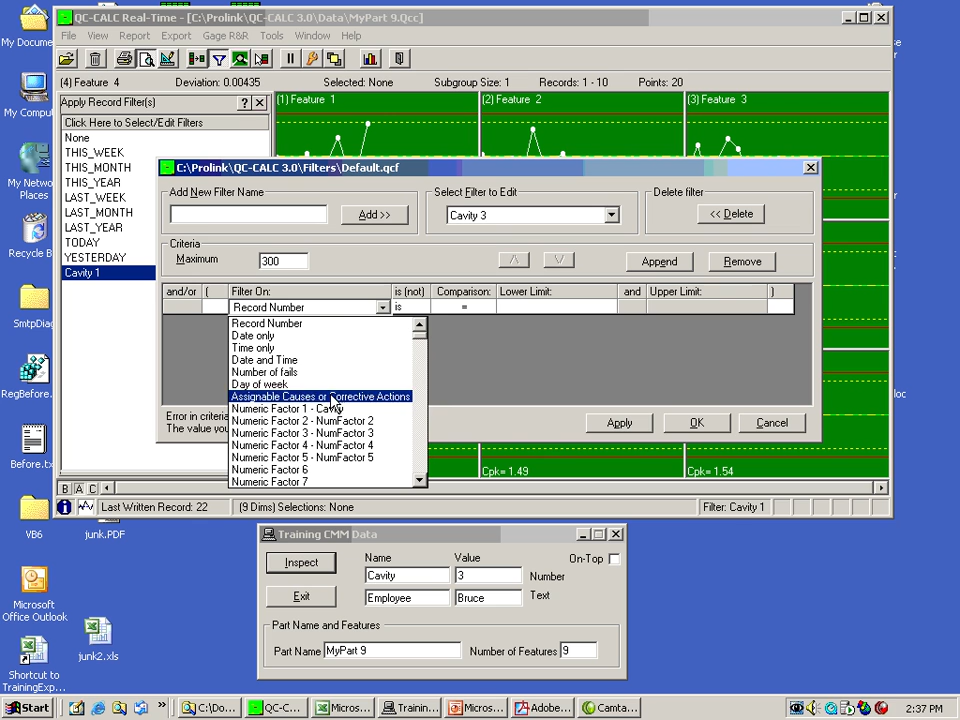 My Docume
QC-CALC Real-Time - [C:\Prolink\QC-CALC 3.0\Data\MyPart 9.Qcc]
File View Report Export Gage R&R Tools Window Help
(4) Feature 4 Deviation: 0.00435 Selected: None Subgroup Size: 1 Records: 1 - 10 Points: 20
My Compu
Apply Record Filter(s) ? 
(1) Feature 1 (2) Feature 2 (3) Feature 3
Click Here to Select/Edit Filters
None
THIS_WEEK
THIS_MONTH
THIS_YEAR
LAST_WEEK
LAST_MONTH
LAST_YEAR
TODAY
YESTERDAY
Cavity 1
My Netwo
Places
Recycle B
SmtpDiag
RegBefore.
Before.tx
VB6
junk.PDF
Microsoft
Office Outlook
Shortcut to
TrainingExp...
junk2.xls
C:\Prolink\QC-CALC 3.0\Filters\Default.qcf
Add New Filter Name Select Filter to Edit Delete filter
Add >> Cavity 3 << Delete
Criteria
Maximum 300 Append Remove
and/or ( Filter On: is (not) Comparison: Lower Limit: and Upper Limit: )
Record Number is =
Record Number
Date only
Time only
Date and Time
Number of fails
Day of week
Assignable Causes or Corrective Actions
Numeric Factor 1 - Cavity
Numeric Factor 2 - NumFactor 2
Numeric Factor 3 - NumFactor 3
Numeric Factor 4 - NumFactor 4
Numeric Factor 5 - NumFactor 5
Numeric Factor 6
Numeric Factor 7
Error in criteria
The value you
Apply OK Cancel
Cpk= 1.49 Cpk= 1.54
B A C
Last Written Record: 22 (9 Dims) Selections: None Filter: Cavity 1
Training CMM Data
Inspect Name Value On-Top
Cavity 3 Number
Exit Employee Bruce Text
Part Name and Features
Part Name MyPart 9 Number of Features 9
Start C:\Do... QC-C... Micros... Trainin... Micros... Adobe... Camta... 2:37 PM